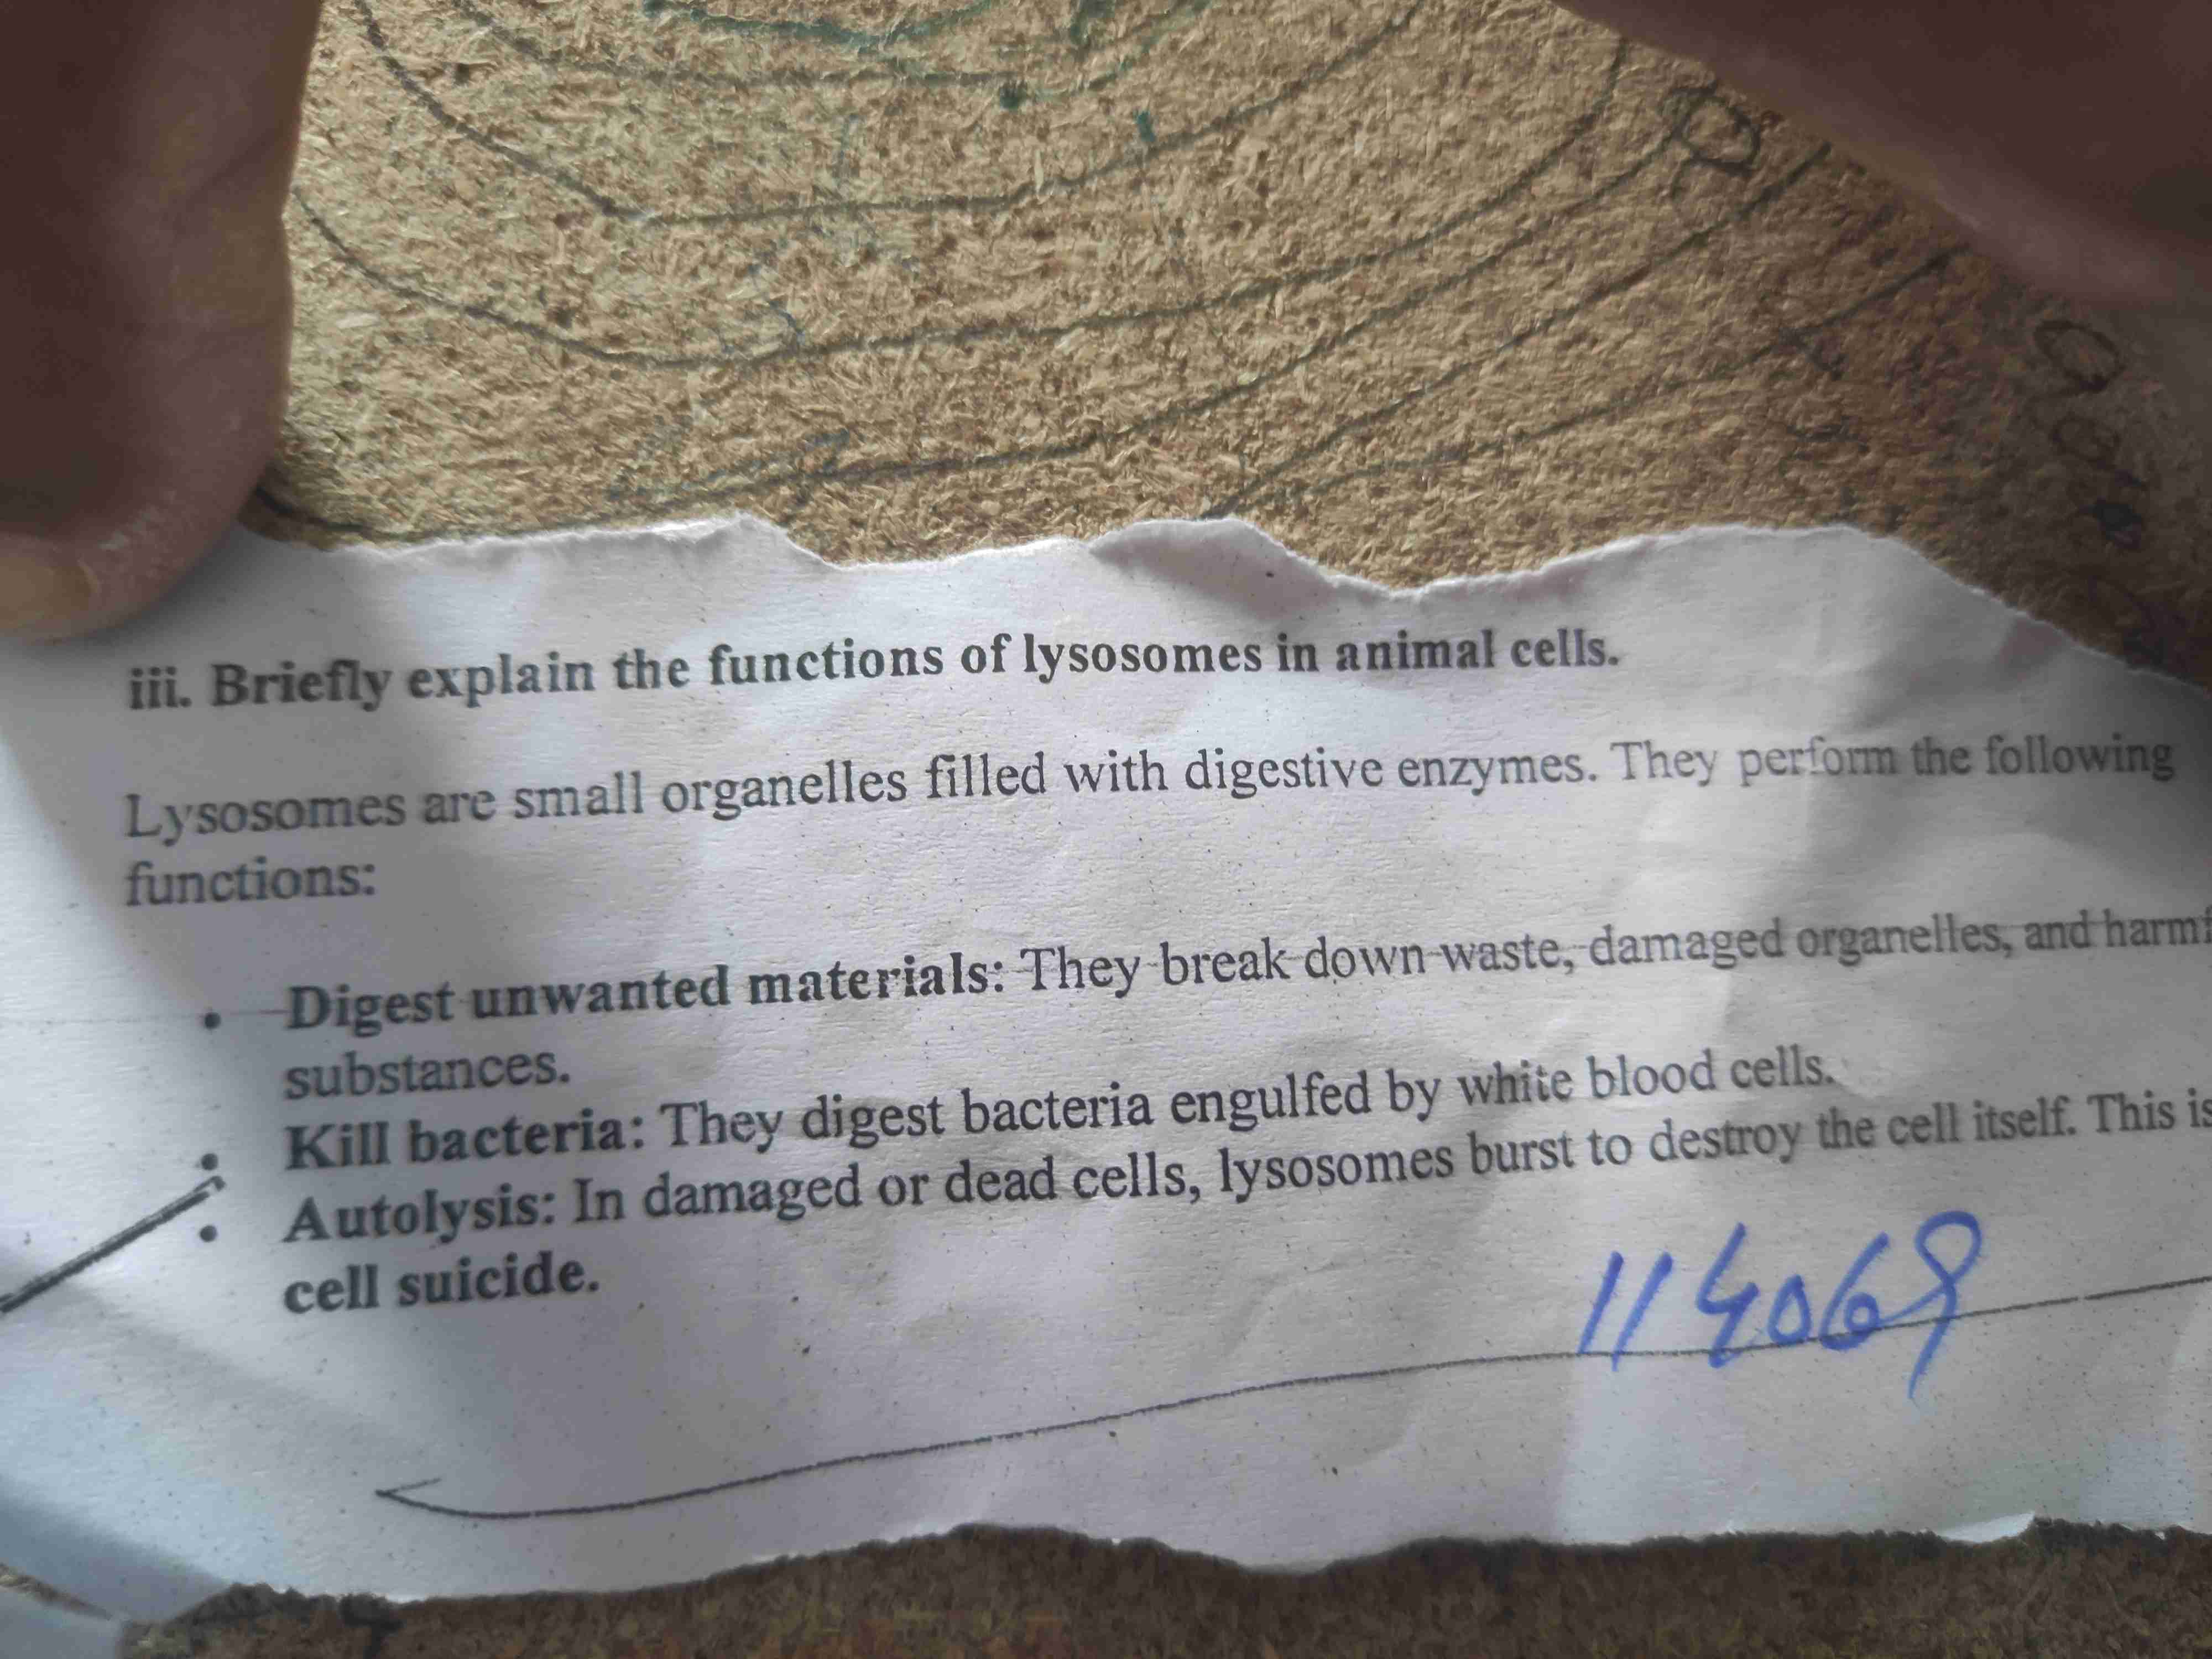 iii. Briefly explain the functions of lysosomes in animal cells.
Lysosomes are small organelles filled with digestive enzymes. They perform the following
functions:
• Digest unwanted materials: They break down waste, damaged organelles, and harmf
substances.
• Kill bacteria: They digest bacteria engulfed by white blood cells.
• Autolysis: In damaged or dead cells, lysosomes burst to destroy the cell itself. This is
cell suicide.
114069